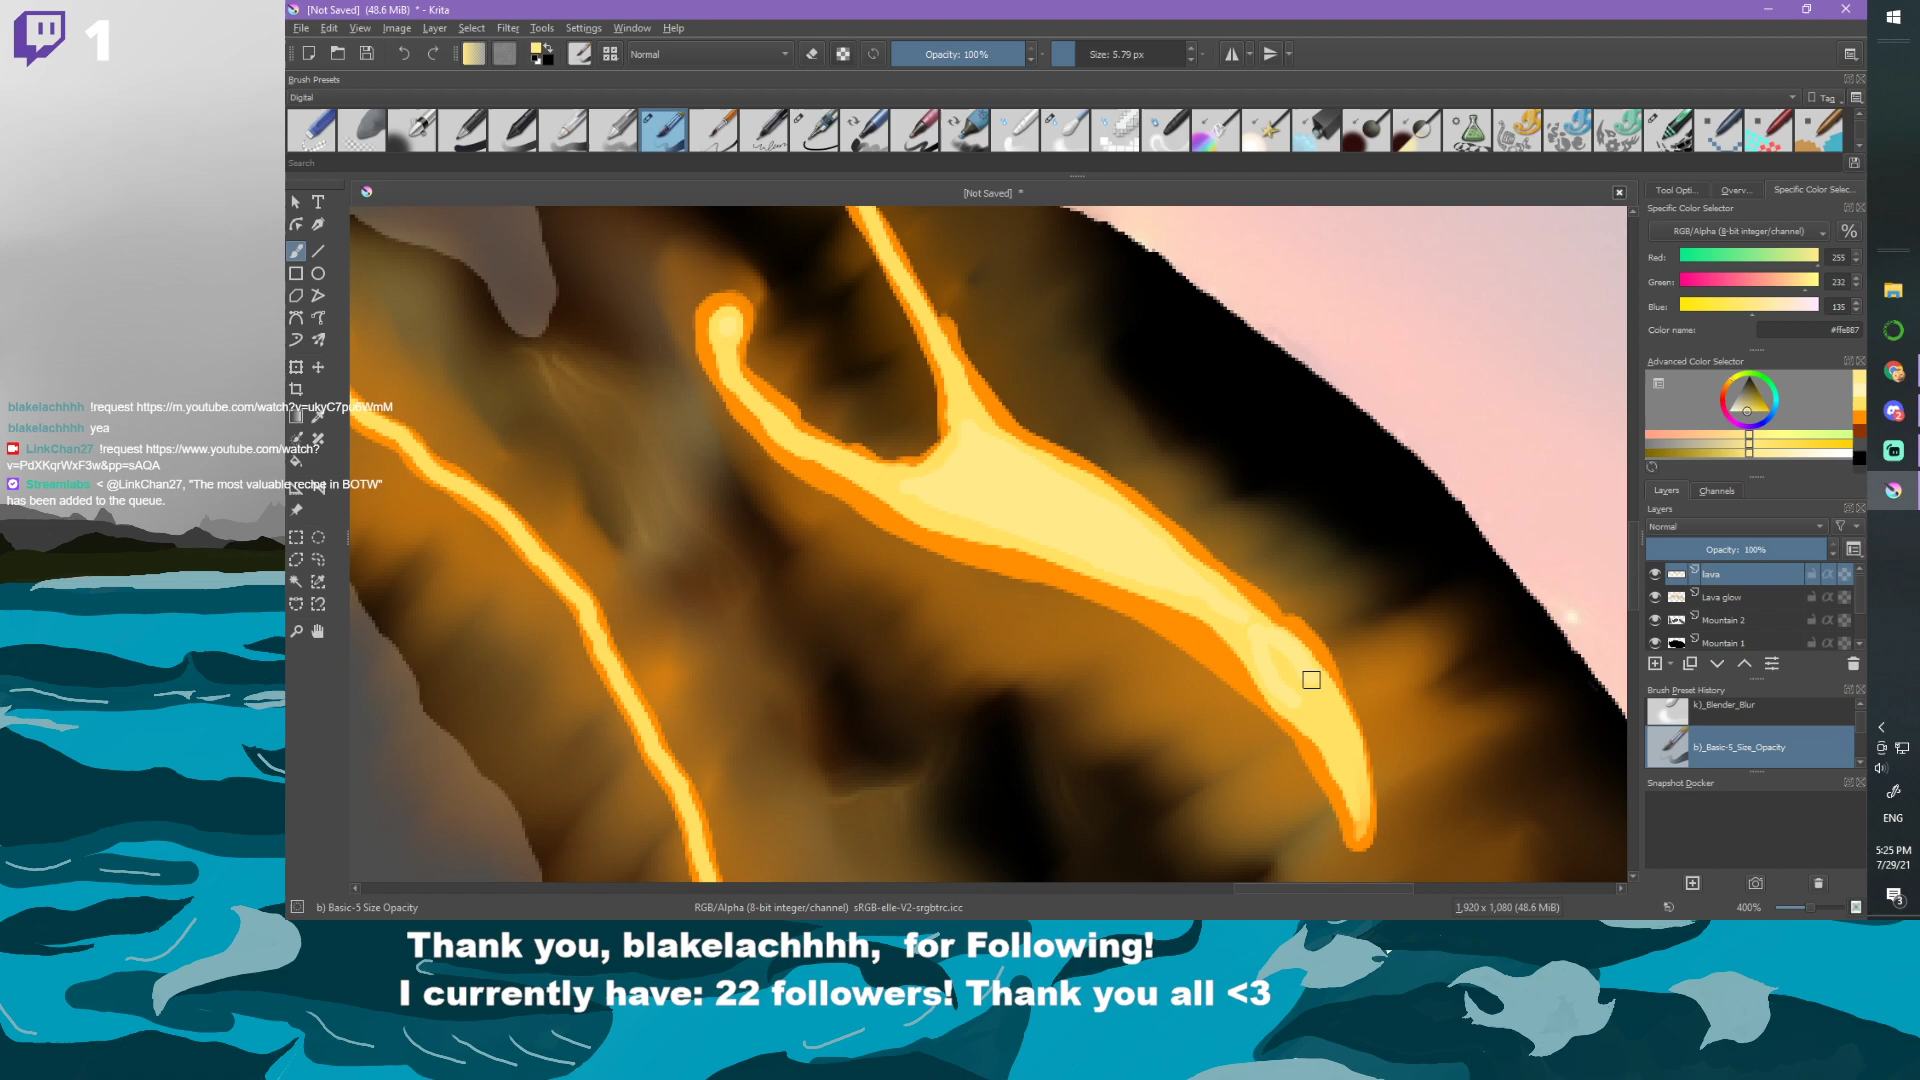 1
[Not Saved]  (48.6 MiB)  * - Krita
File Edit View Image Layer Select Filter Tools Settings Window Help
Normal
Opacity: 100%
Size: 5.79 px
Brush Presets
Digital
Tag
Search
[Not Saved] *
Tool Opti... Overv... Specific Color Selec...
Specific Color Selector
RGB/Alpha (8-bit integer/channel)
%
Red: 255
Green: 232
Blue: 135
Color name: #ffe887
Advanced Color Selector
blakelachhhh !request https://m.youtube.com/watch?v=ukyC7pu6WmM
blakelachhhh yea
LinkChan27 !request https://www.youtube.com/watch?
v=PdXKqrWxF3w&pp=sAQA
Streamlabs < @LinkChan27, "The most valuable recipe in BOTW"
has been added to the queue.
Layers Channels
Layers
Normal
Opacity: 100%
lava
Lava glow
Mountain 2
Mountain 1
Brush Preset History
k)_Blender_Blur
b)_Basic-5_Size_Opacity
Snapshot Docker
ENG
5:25 PM
7/29/21
3
b) Basic-5 Size Opacity
RGB/Alpha (8-bit integer/channel) sRGB-elle-V2-srgbtrc.icc
1,920 x 1,080 (48.6 MiB)
400%
Thank you, blakelachhhh, for Following!
I currently have: 22 followers! Thank you all <3